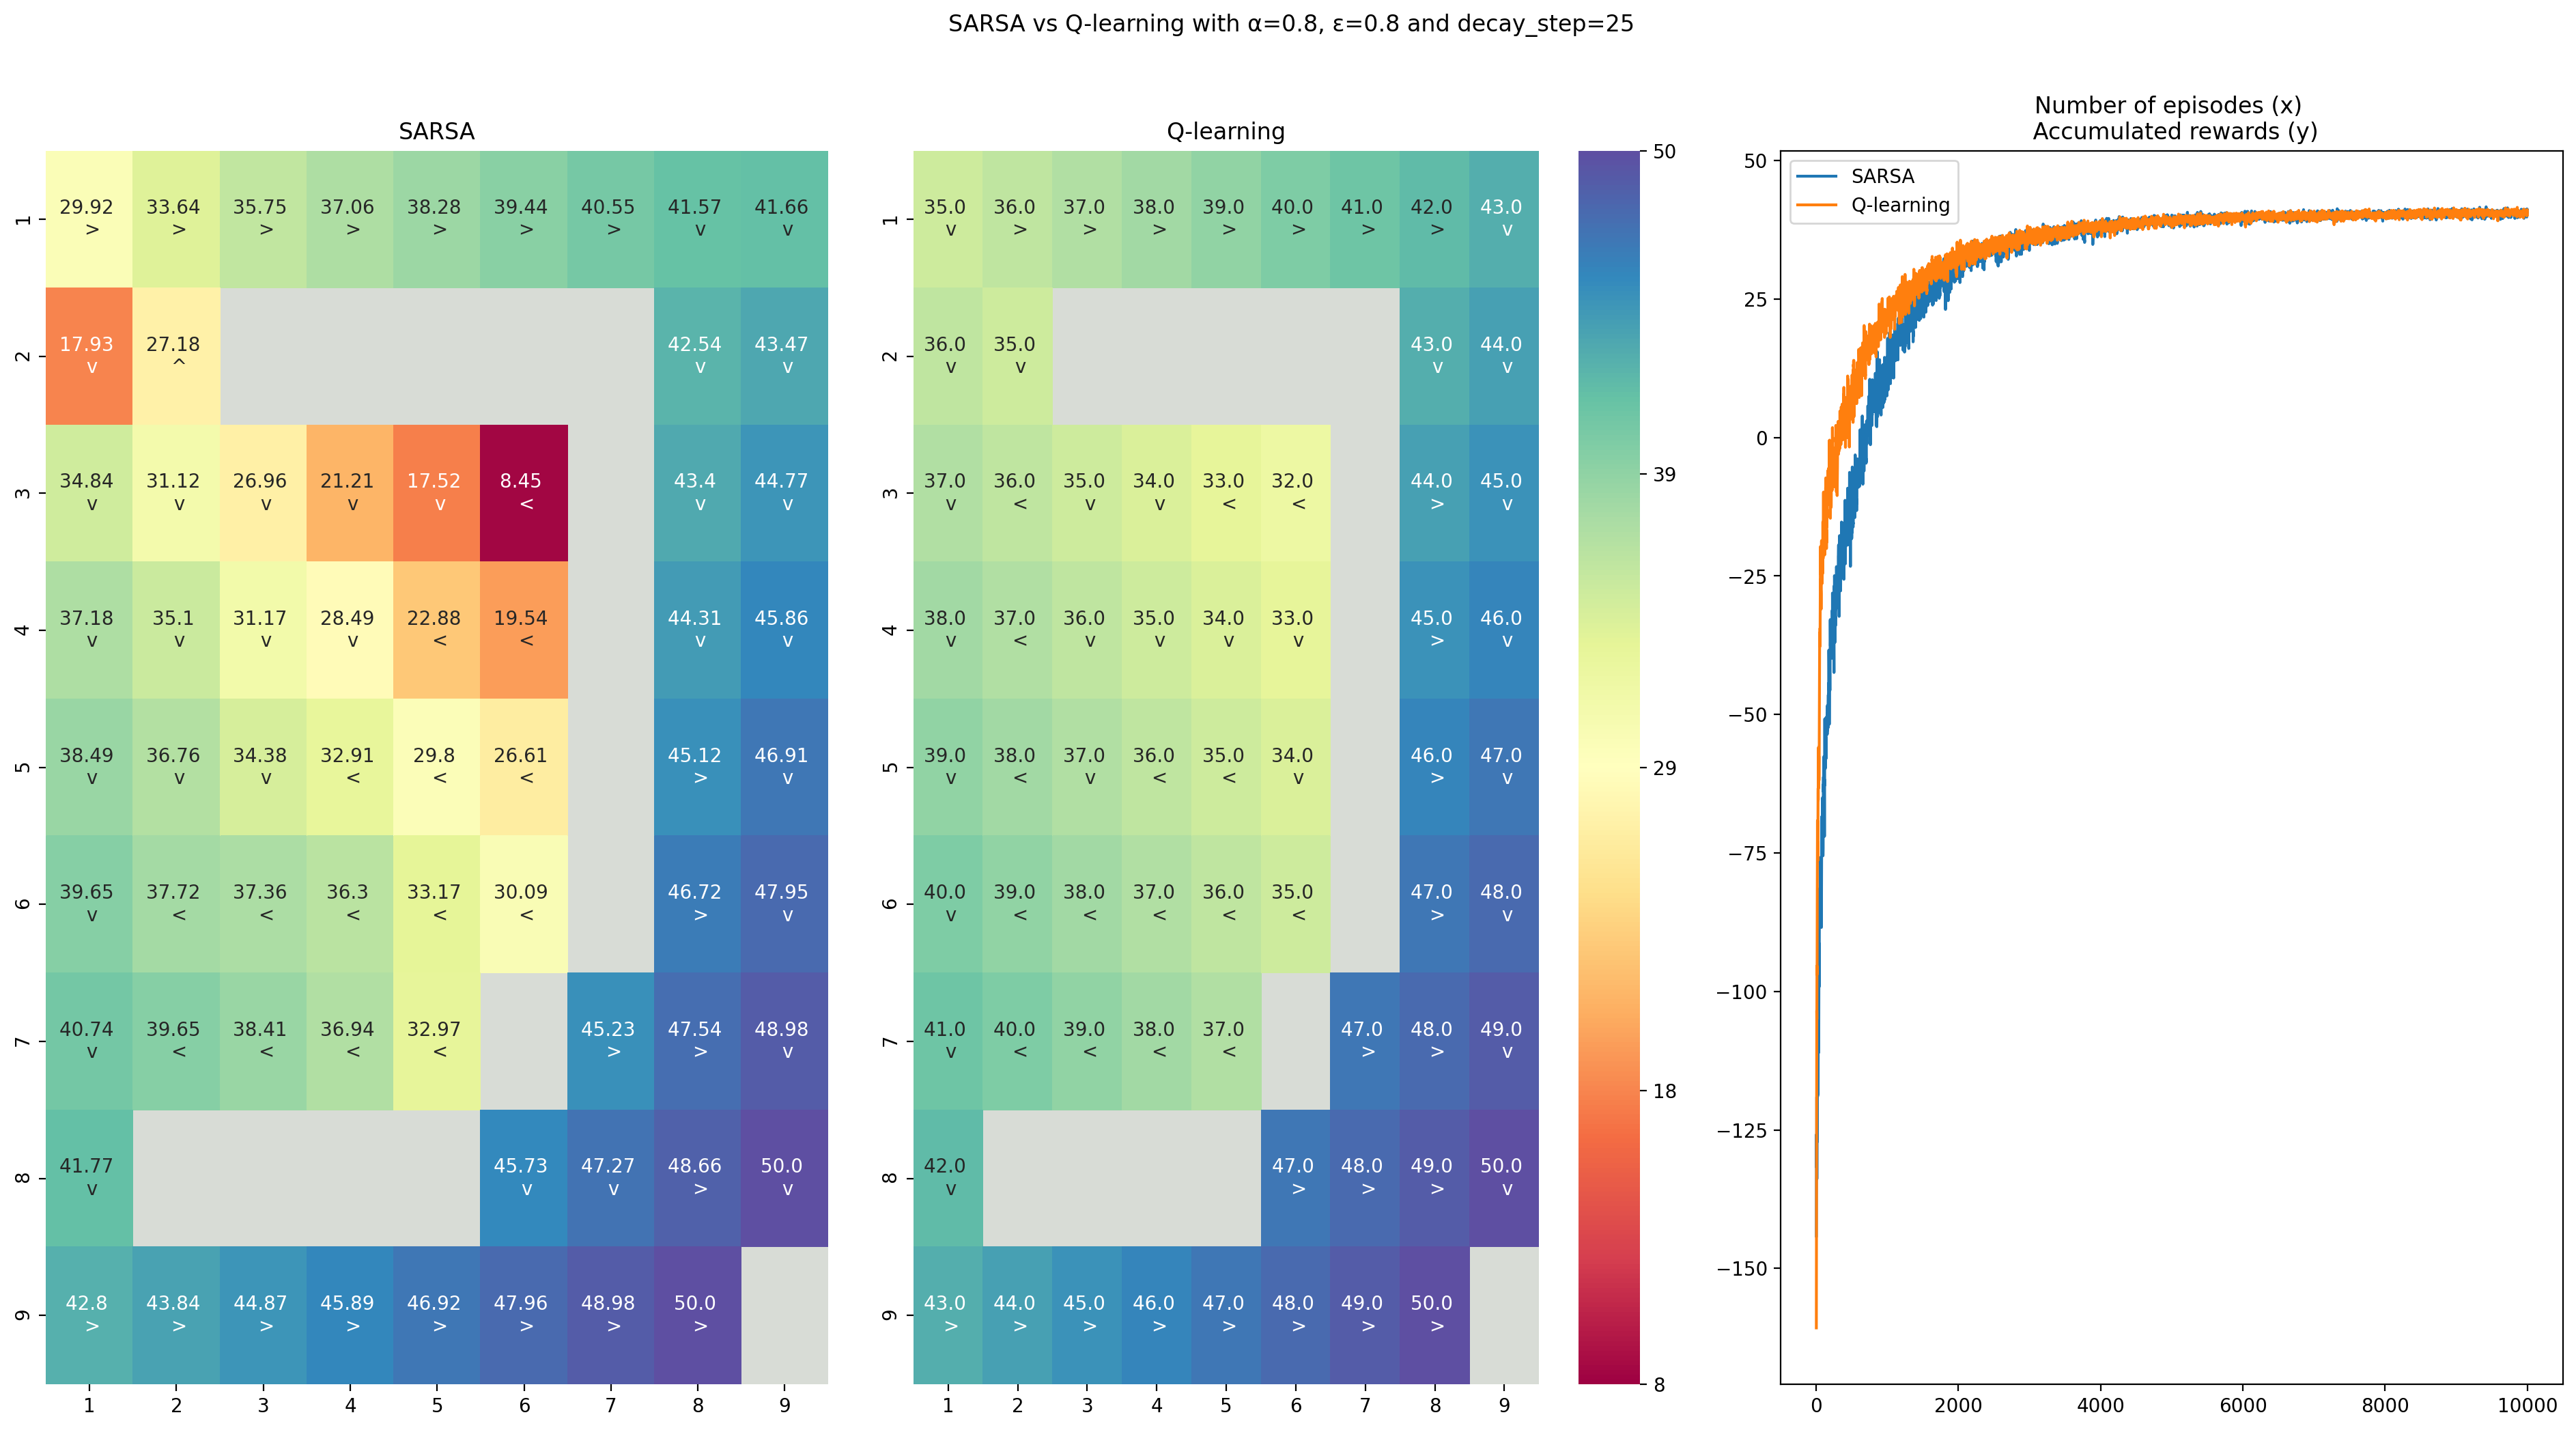 SARSA vs Q-learning with α=0.8, ε=0.8 and decay_step=25
SARSA
29.92 33.64 35.75 37.06 38.28 39.44 40.55 41.57 41.66
> > > > > > > v v
17.93 27.18 42.54 43.47
v ^ v v
34.84 31.12 26.96 21.21 17.52 8.45 43.4 44.77
v v v v v < v v
37.18 35.1 31.17 28.49 22.88 19.54 44.31 45.86
v v v v < < v v
38.49 36.76 34.38 32.91 29.8 26.61 45.12 46.91
v v v < < < > v
39.65 37.72 37.36 36.3 33.17 30.09 46.72 47.95
v < < < < < > v
40.74 39.65 38.41 36.94 32.97 45.23 47.54 48.98
v < < < < > > v
41.77 45.73 47.27 48.66 50.0
v v v > v
42.8 43.84 44.87 45.89 46.92 47.96 48.98 50.0
> > > > > > > >
1
2
3
4
5
6
7
8
9
1 2 3 4 5 6 7 8 9
Q-learning
35.0 36.0 37.0 38.0 39.0 40.0 41.0 42.0 43.0
v > > > > > > > v
36.0 35.0 43.0 44.0
v v v v
37.0 36.0 35.0 34.0 33.0 32.0 44.0 45.0
v < v v < < > v
38.0 37.0 36.0 35.0 34.0 33.0 45.0 46.0
v < v v v v > v
39.0 38.0 37.0 36.0 35.0 34.0 46.0 47.0
v < v < < v > v
40.0 39.0 38.0 37.0 36.0 35.0 47.0 48.0
v < < < < < > v
41.0 40.0 39.0 38.0 37.0 47.0 48.0 49.0
v < < < < > > v
42.0 47.0 48.0 49.0 50.0
v > > > v
43.0 44.0 45.0 46.0 47.0 48.0 49.0 50.0
> > > > > > > >
1
2
3
4
5
6
7
8
9
1 2 3 4 5 6 7 8 9
50
39
29
18
8
Number of episodes (x)
Accumulated rewards (y)
SARSA
Q-learning
50
25
0
−25
−50
−75
−100
−125
−150
0 2000 4000 6000 8000 10000